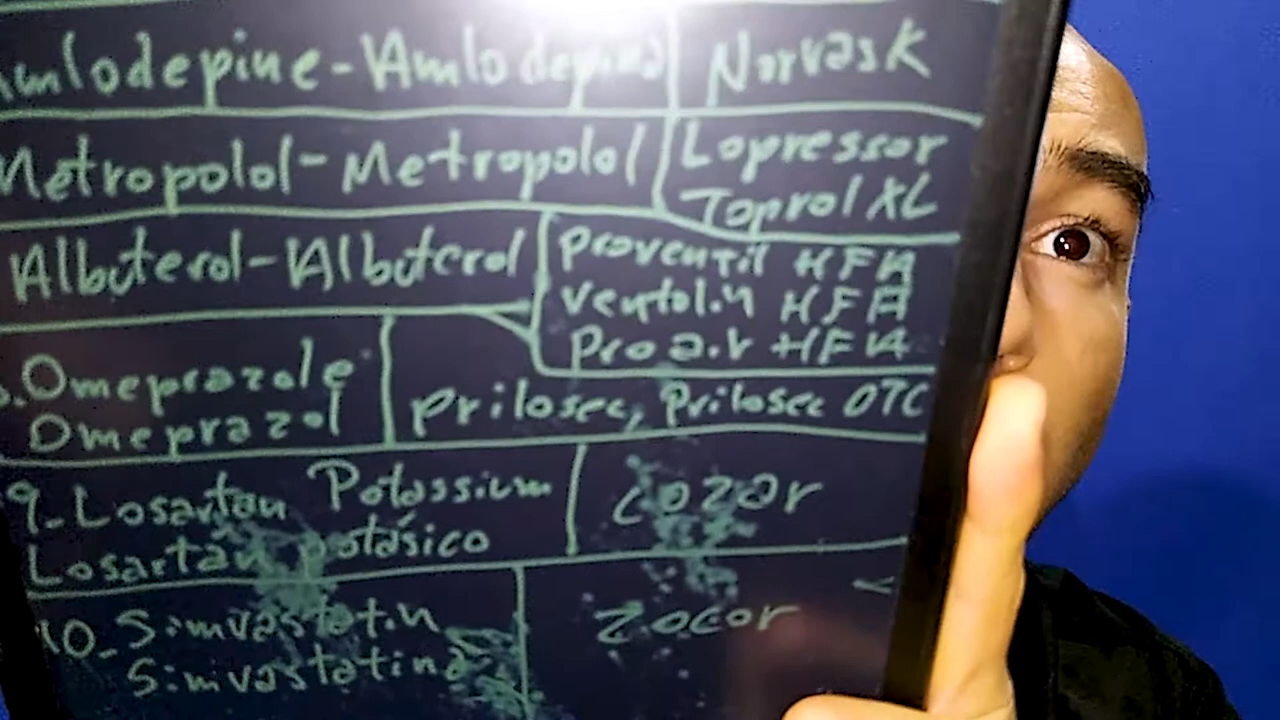 Amlodepine-Amlodepina Norvask
Metropolol-Metropolol Lopressor
Toprol XL
Albuterol-Albuterol Proventil HFA
Ventolin HFA
Proair HFA
Omeprazole
Omeprazol Prilosec, Prilosec OTC
9-Losartan Potassium Cozar
Losartan potásico
10-Simvastatin Zocor
Simvastatina